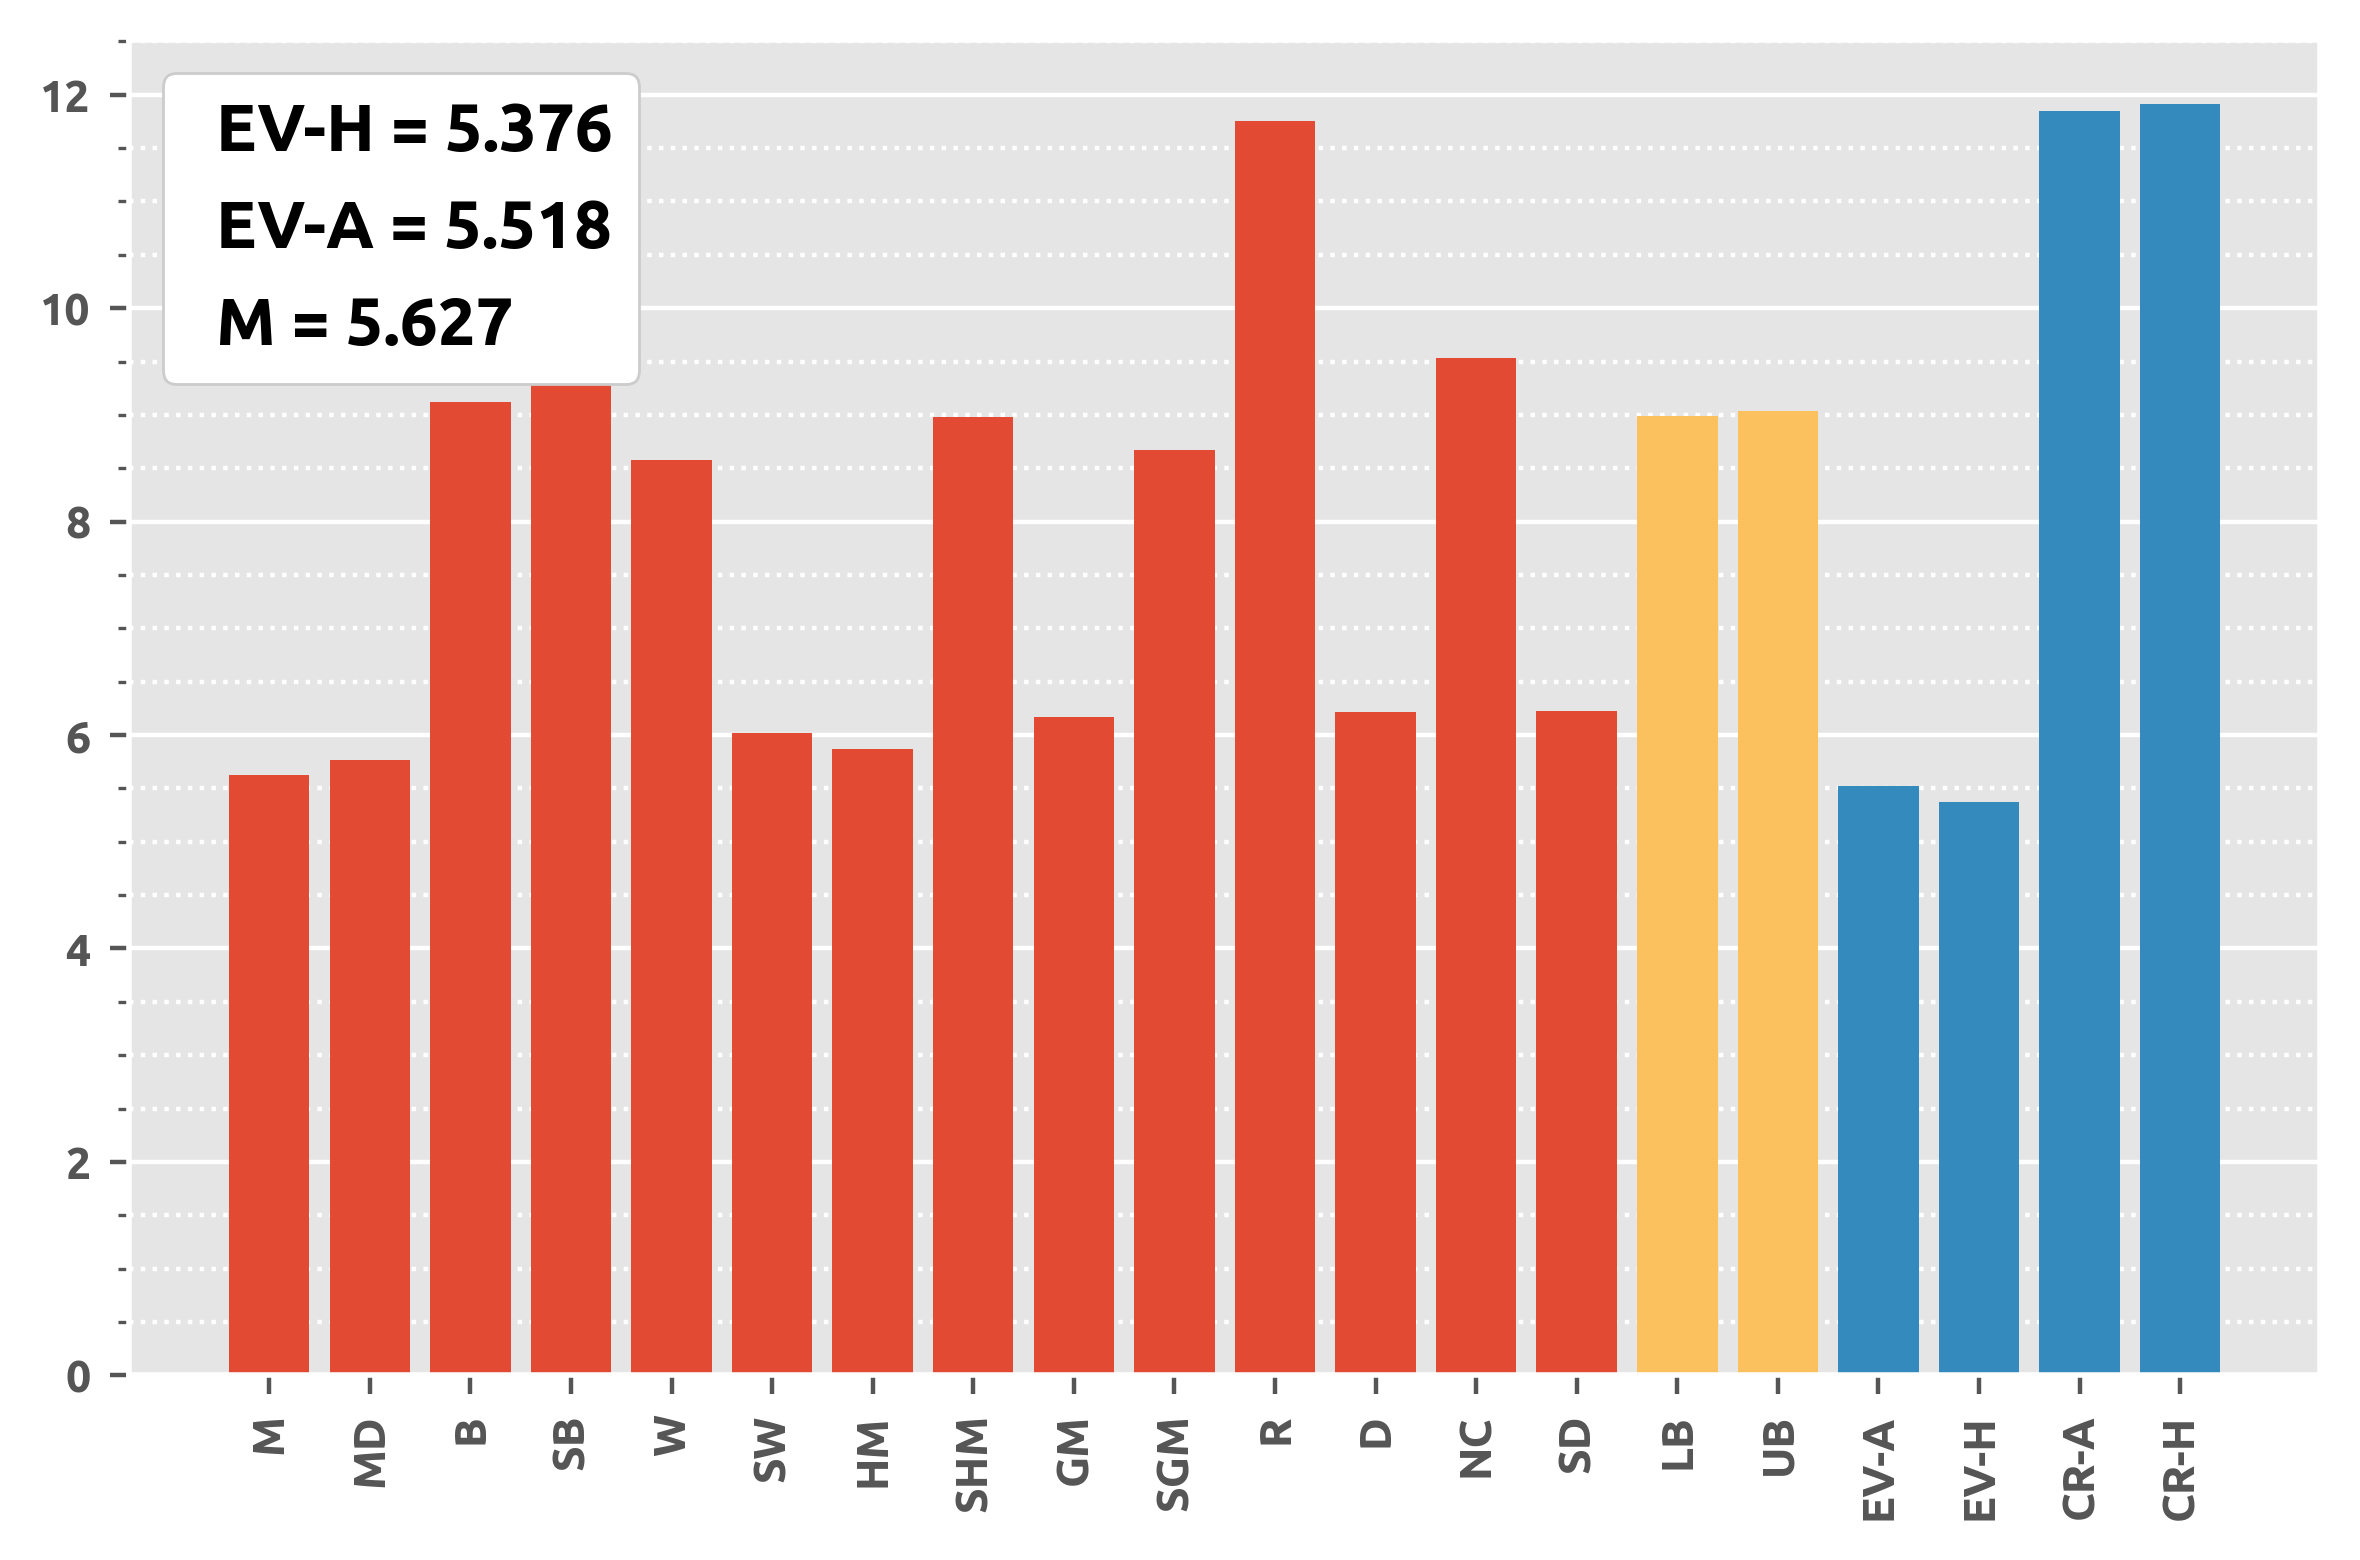 EV-H = 5.376
EV-A = 5.518
M = 5.627
12
10
8
6
4
2
0
M
MD
B
SB
W
SW
HM
SHM
GM
SGM
R
D
NC
SD
LB
UB
EV-A
EV-H
CR-A
CR-H